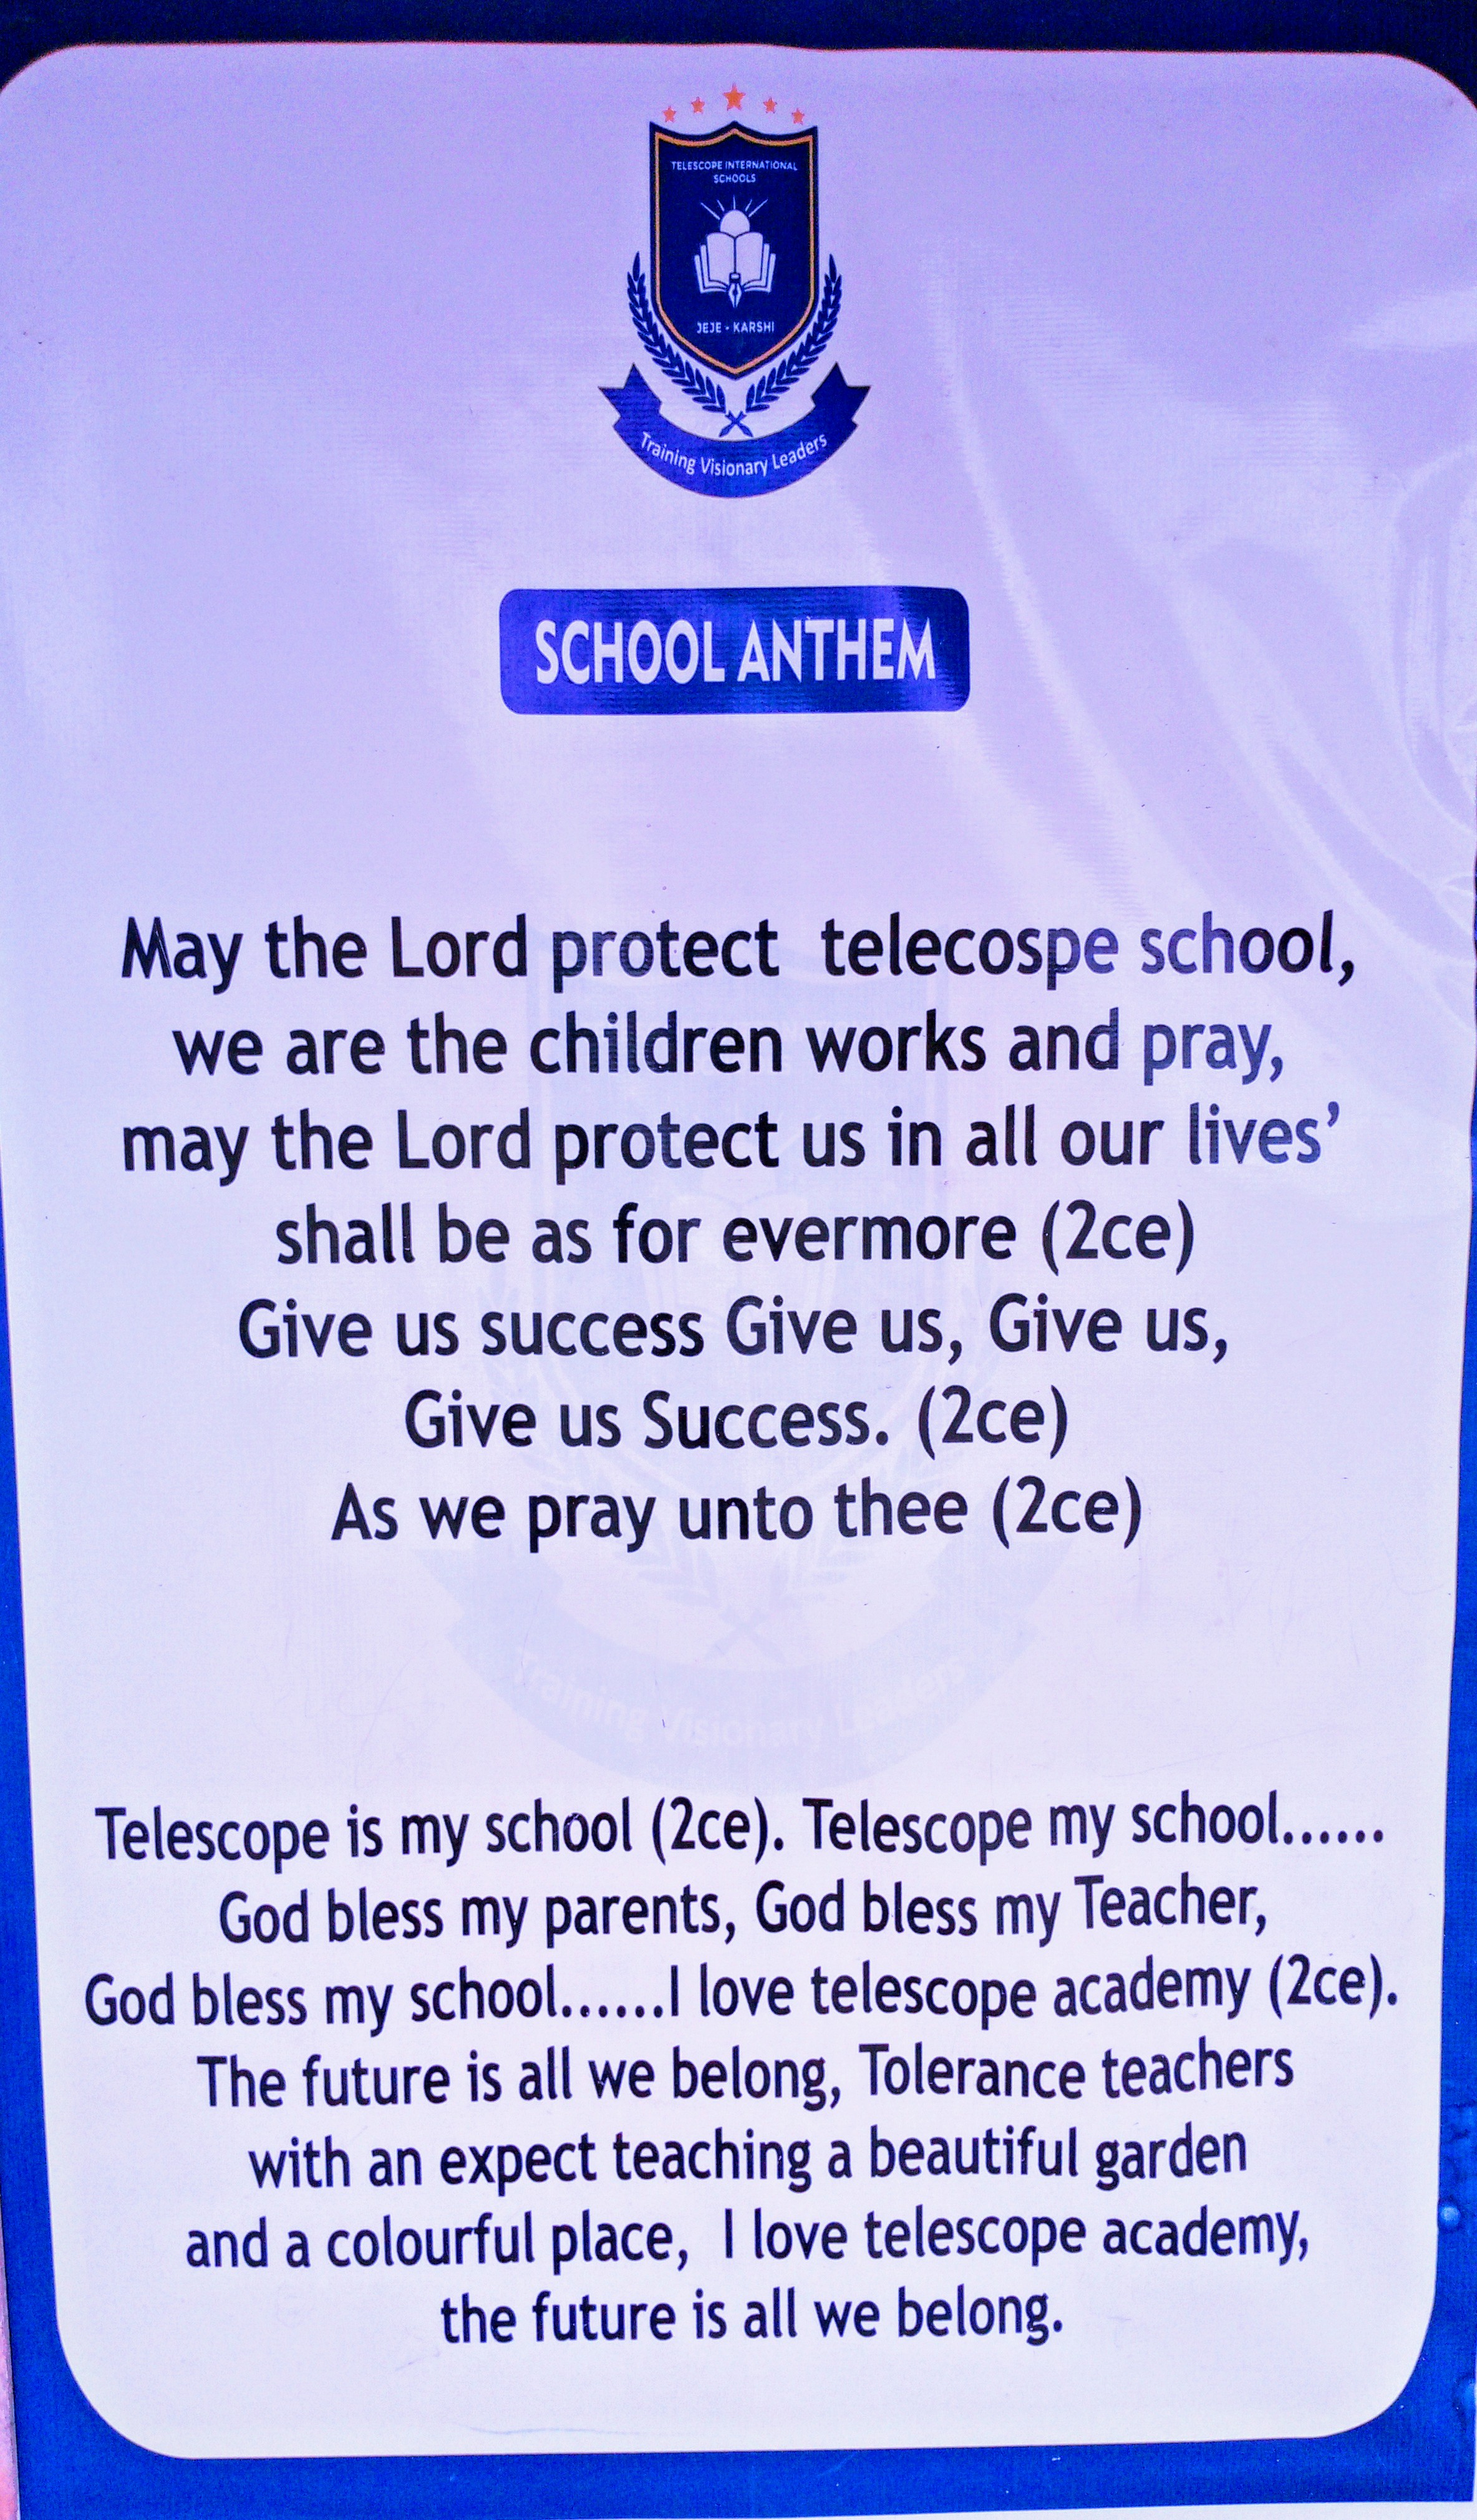 TELESCOPE INTERNATIONAL
SCHOOLS
JEJE - KARSHI
Training Visionary Leaders
SCHOOL ANTHEM
May the Lord protect telecospe school,
we are the children works and pray,
may the Lord protect us in all our lives’
shall be as for evermore (2ce)
Give us success Give us, Give us,
Give us Success. (2ce)
As we pray unto thee (2ce)
Training Visionary Leaders
Telescope is my school (2ce). Telescope my school......
God bless my parents, God bless my Teacher,
God bless my school......I love telescope academy (2ce).
The future is all we belong, Tolerance teachers
with an expect teaching a beautiful garden
and a colourful place, I love telescope academy,
the future is all we belong.